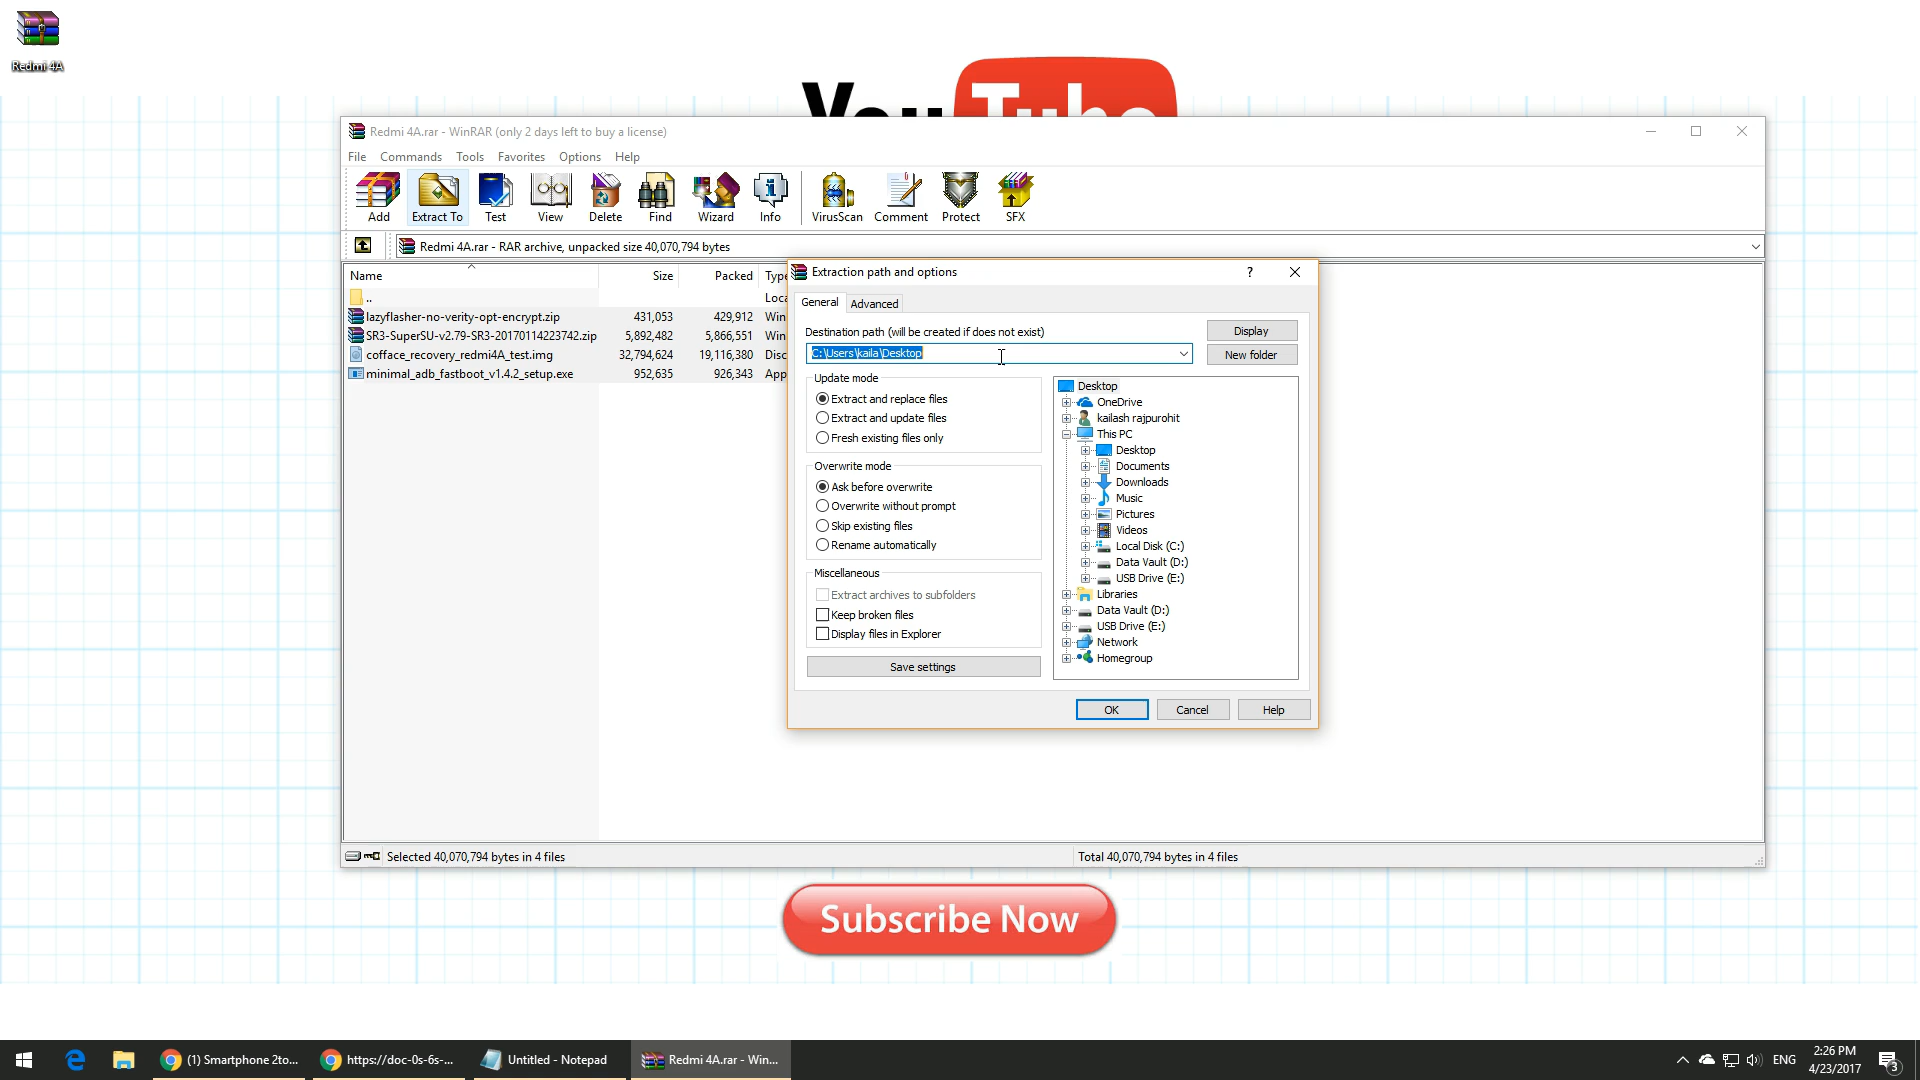 Redmi 4A
You Tube
Redmi 4A.rar - WinRAR (only 2 days left to buy a license)
File Commands Tools Favorites Options Help
Add Extract To Test View Delete Find Wizard Info VirusScan Comment Protect SFX
Redmi 4A.rar - RAR archive, unpacked size 40,070,794 bytes
Name Size Packed Type
.. Loca
lazyflasher-no-verity-opt-encrypt.zip 431,053 429,912 Win
SR3-SuperSU-v2.79-SR3-20170114223742.zip 5,892,482 5,866,551 Win
cofface_recovery_redmi4A_test.img 32,794,624 19,116,380 Disc
minimal_adb_fastboot_v1.4.2_setup.exe 952,635 926,343 App
Extraction path and options ?
General Advanced
Destination path (will be created if does not exist)
Display
C:\Users\kaila\Desktop
New folder
Update mode
Extract and replace files
Extract and update files
Fresh existing files only
Overwrite mode
Ask before overwrite
Overwrite without prompt
Skip existing files
Rename automatically
Miscellaneous
Extract archives to subfolders
Keep broken files
Display files in Explorer
Save settings
Desktop
OneDrive
kailash rajpurohit
This PC
Desktop
Documents
Downloads
Music
Pictures
Videos
Local Disk (C:)
Data Vault (D:)
USB Drive (E:)
Libraries
Data Vault (D:)
USB Drive (E:)
Network
Homegroup
OK Cancel Help
Selected 40,070,794 bytes in 4 files
Total 40,070,794 bytes in 4 files
Subscribe Now
(1) Smartphone 2to...
https://doc-0s-6s-...
Untitled - Notepad
Redmi 4A.rar - Win...
ENG
2:26 PM
4/23/2017
3